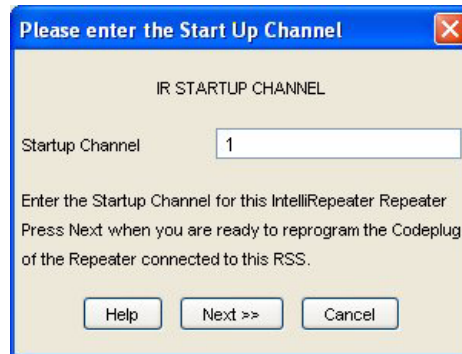 Please enter the Start Up Channel
IR STARTUP CHANNEL
Startup Channel 1
Enter the Startup Channel for this IntelliRepeater Repeater
Press Next when you are ready to reprogram the Codeplug
of the Repeater connected to this RSS.
Help Next >> Cancel